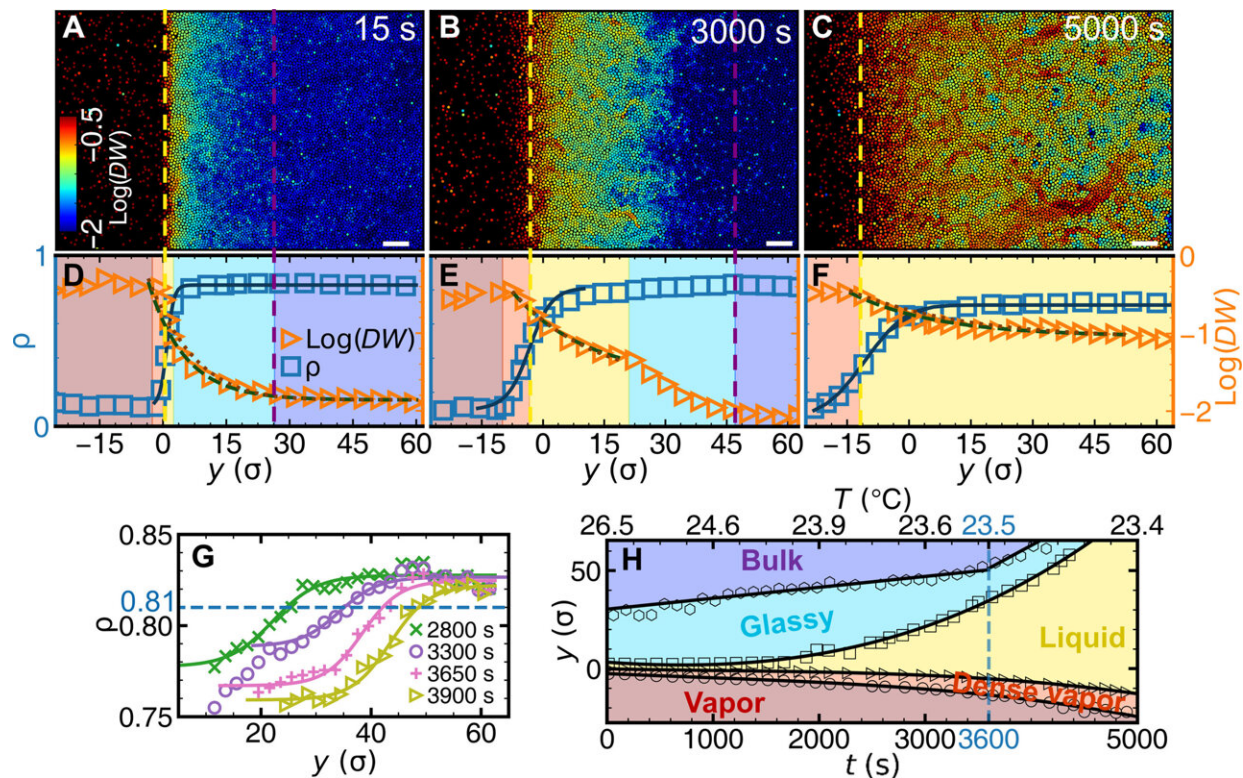 A
15 s
B
3000 s
C
5000 s
-0.5
Log(DW)
-2
1
D
E
F
0
Log(DW)
ρ
ρ
-1
Log(DW)
0
-2
-15 0 15 30 45 60
-15 0 15 30 45 60
-15 0 15 30 45 60
y (σ)
y (σ)
y (σ)
T (°C)
26.5 24.6 23.9 23.6 23.5 23.4
0.85
G
0.81
ρ
0.80
0.75
2800 s
3300 s
3650 s
3900 s
20 40 60
y (σ)
H
Bulk
50
Glassy
y (σ)
Liquid
0
Dense vapor
Vapor
0 1000 2000 3000 3600 5000
t (s)